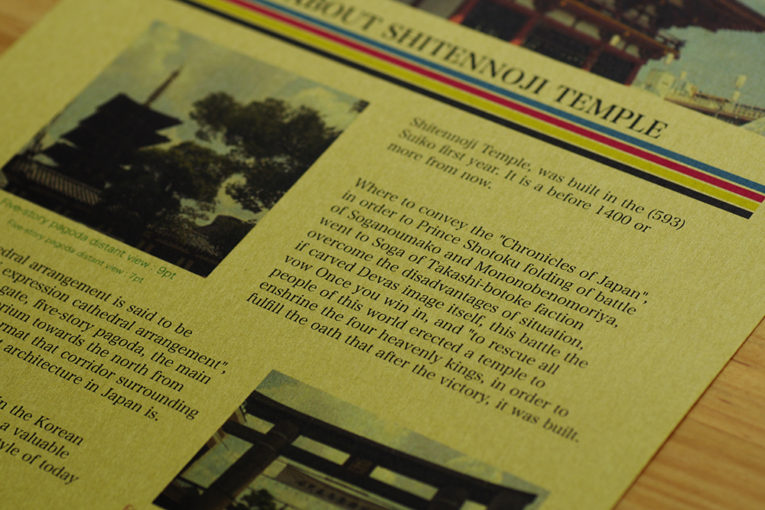 ABOUT SHITENNOJI TEMPLE
Five-story pagoda distant view : 9pt
Five-story pagoda distant view : 7pt
arrangement is said to be
expression cathedral arrangement",
gate, five-story pagoda, the main
towards the north from
that corridor surrounding
architecture in Japan is.
in the Korean
a valuable
of today
Shitennoji Temple, was built in the (593)
Suiko first year. It is a before 1400 or
more from now.
Where to convey the "Chronicles of Japan",
in order to Prince Shotoku folding of battle
of Soganoumako and Mononobenomoriya,
went to Soga of Takashi-botoke faction
overcome the disadvantages of situation,
if carved Devas image itself, this battle the
vow Once you win in, and "to rescue all
people of this world erected a temple to
enshrine the four heavenly kings, in order to
fulfill the oath that after the victory, it was built.